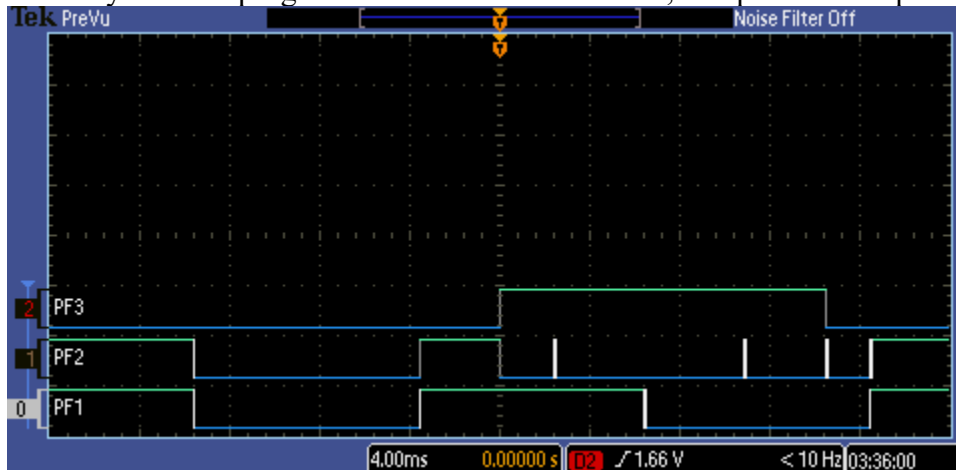 Tek PreVu
Noise Filter Off
2 PF3
1 PF2
0 PF1
4.00ms 0.00000 s D2 1.66 V < 10 Hz 03:36:00